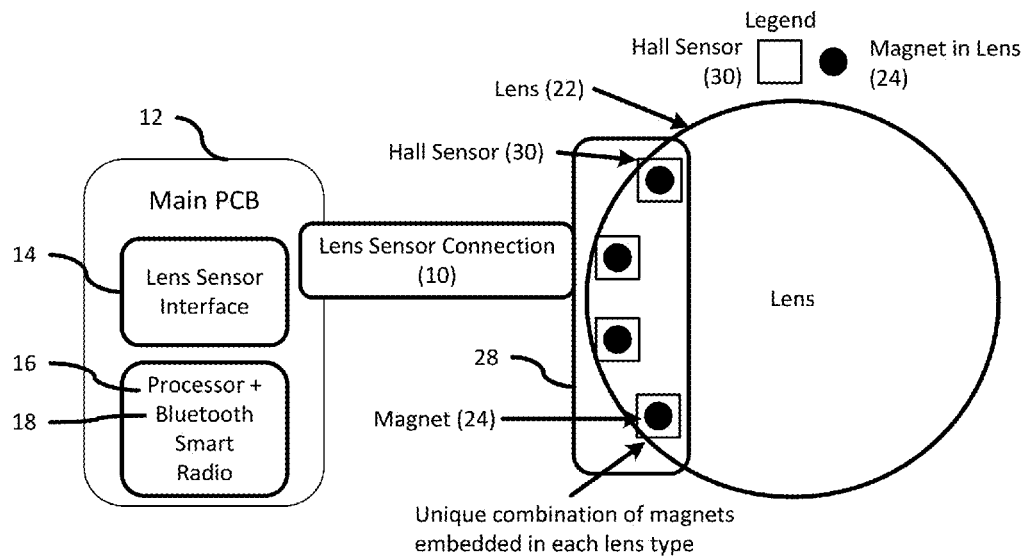 Legend
Hall Sensor
(30)
Magnet in Lens
(24)
Lens (22)
12
Hall Sensor (30)
Main PCB
14
Lens Sensor
Interface
Lens Sensor Connection
(10)
Lens
28
16
18
Processor +
Bluetooth
Smart
Radio
Magnet (24)
Unique combination of magnets
embedded in each lens type